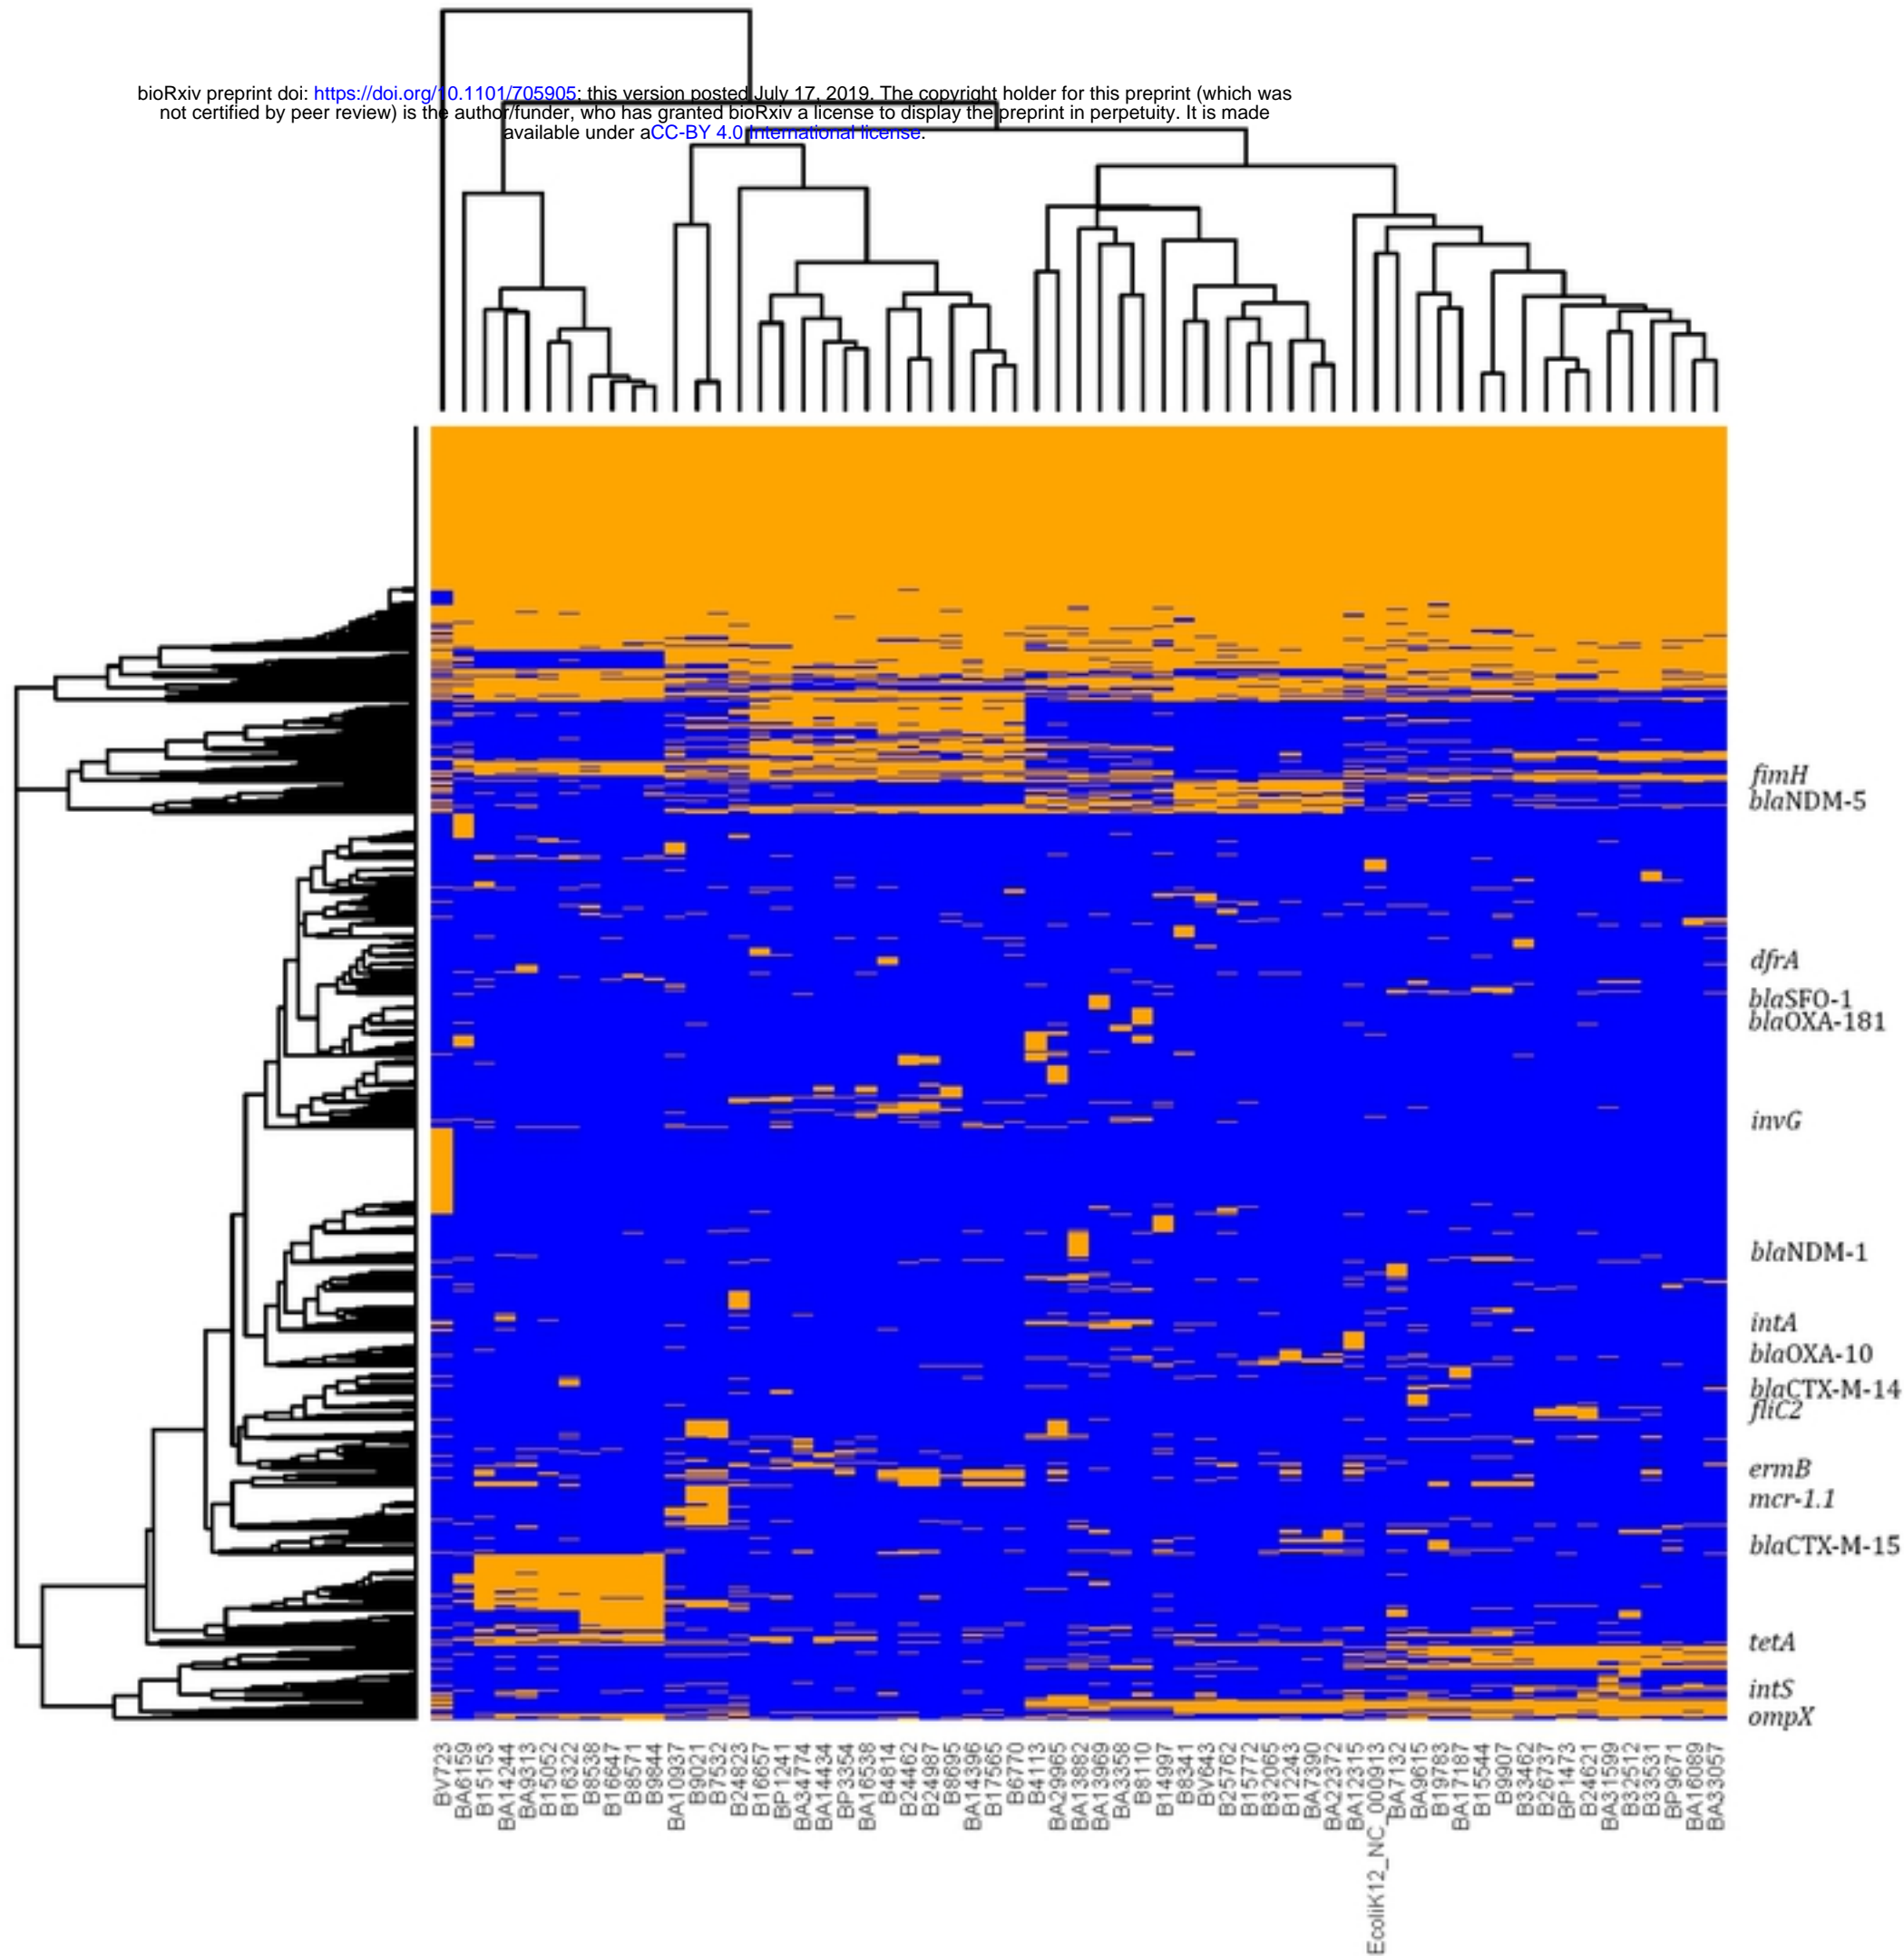 bioRxiv preprint doi: https://doi.org/10.1101/705905; this version posted July 17, 2019. The copyright holder for this preprint (which was
not certified by peer review) is the author/funder, who has granted bioRxiv a license to display the preprint in perpetuity. It is made
available under aCC-BY 4.0 International license.
fimH
blaNDM-5
dfrA
blaSFO-1
blaOXA-181
invG
blaNDM-1
intA
blaOXA-10
blaCTX-M-14
fliC2
ermB
mcr-1.1
blaCTX-M-15
tetA
intS
ompX
BV723
BA6159
B15153
BA14244
BA9313
B15052
B16322
B8538
B16647
B8571
B9844
BA10937
B9021
B7532
B24823
B16657
BP1241
BA34774
BA14434
BP3354
BA16538
B4814
B24462
B24987
B8695
BA14396
B17565
B6770
B4113
BA29965
BA13882
BA13969
BA3358
B8110
B14997
B8341
BV643
B25762
B15772
B32065
B12243
BA7390
BA22372
BA12315
EcoliK12_NC_000913
BA7132
BA9615
B19783
BA17187
B15544
B9907
B33462
B26737
BP14473
B24621
BA31599
B32512
B3531
BP9671
BA16089
BA33057